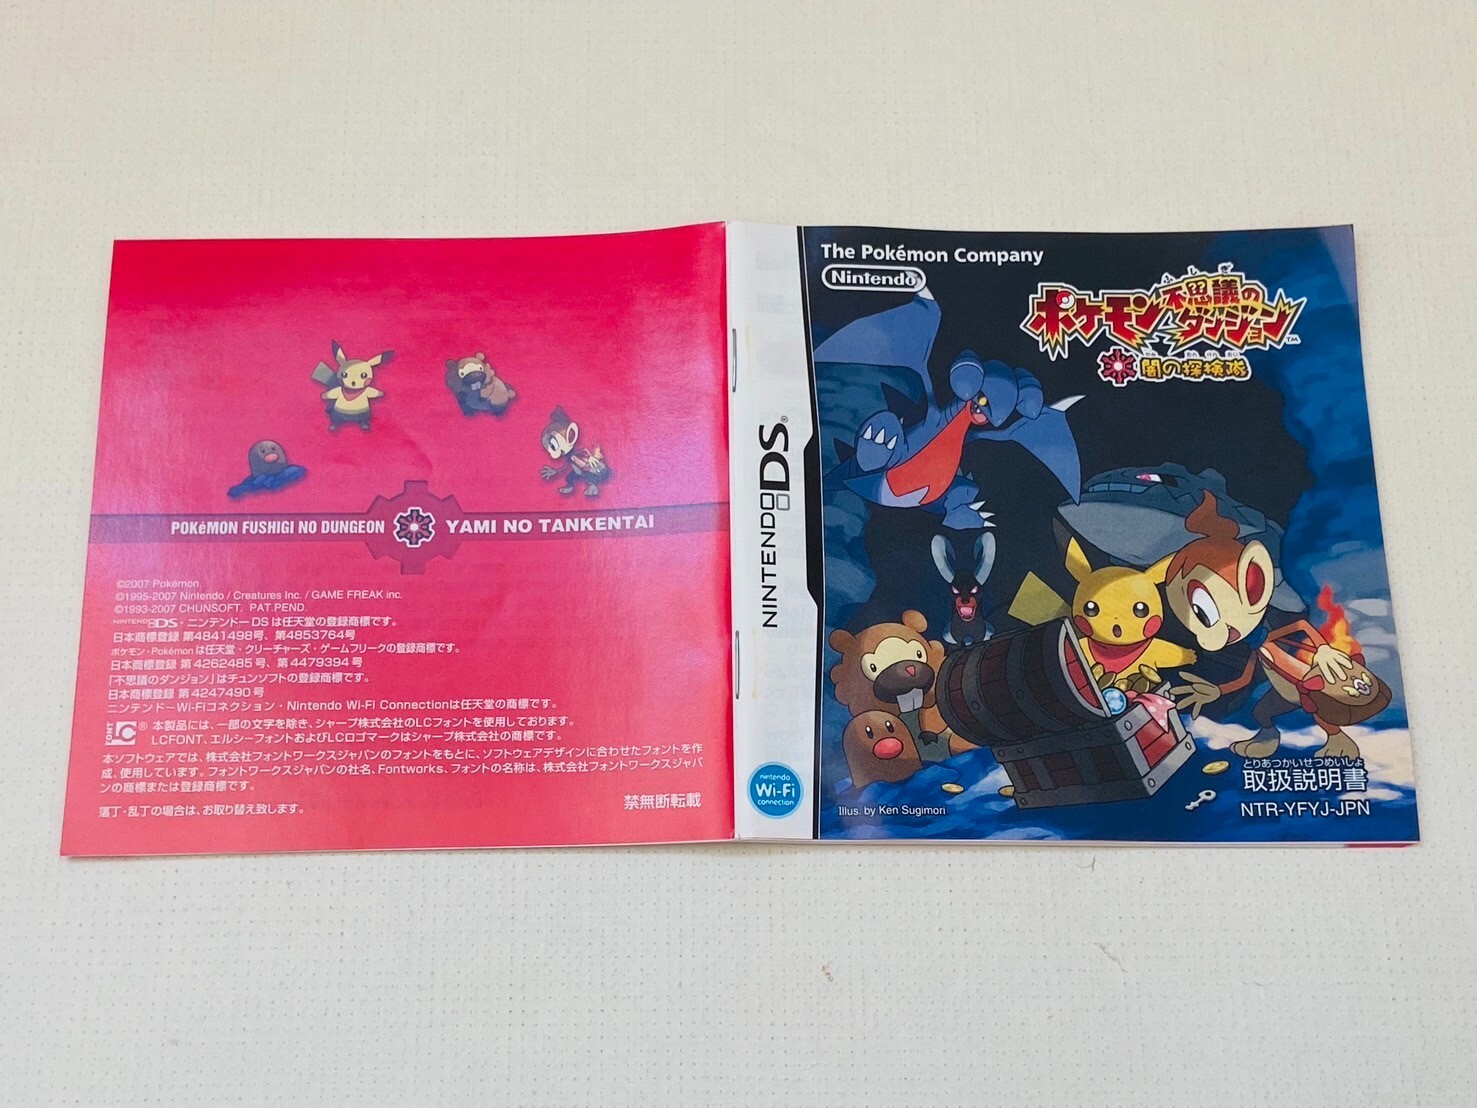 POKéMON FUSHIGI NO DUNGEON YAMI NO TANKENTAI
©2007 Pokémon.
©1995-2007 Nintendo / Creatures Inc. / GAME FREAK inc.
©1993-2007 CHUNSOFT. PAT.PEND.
NINTENDO DS・ニンテンドーDSは任天堂の登録商標です。
日本商標登録 第4841498号、第4853764号
ポケモン・Pokémonは任天堂・クリーチャーズ・ゲームフリークの登録商標です。
日本商標登録 第4262485号、第4479394号
「不思議のダンジョン」はチュンソフトの登録商標です。
日本商標登録 第4247490号
ニンテンドーWi-Fiコネクション・Nintendo Wi-Fi Connectionは任天堂の商標です。
LC FONT ® 本製品には、一部の文字を除き、シャープ株式会社のLCフォントを使用しております。
LCFONT、エルシーフォントおよびLCロゴマークはシャープ株式会社の商標です。
本ソフトウェアでは、株式会社フォントワークスジャパンのフォントをもとに、ソフトウェアデザインに合わせたフォントを作
成、使用しています。フォントワークスジャパンの社名、Fontworks、フォントの名称は、株式会社フォントワークスジャパ
ンの商標または登録商標です。
落丁・乱丁の場合は、お取り替え致します。
禁無断転載
NINTENDO DS®
nintendo
Wi-Fi
connection
The Pokémon Company
Nintendo
ふしぎ
ポケモン不思議の
ダンジョン™
やみ たんけんたい
闇の探検隊
Illus. by Ken Sugimori
とりあつかいせつめいしょ
取扱説明書
NTR-YFYJ-JPN